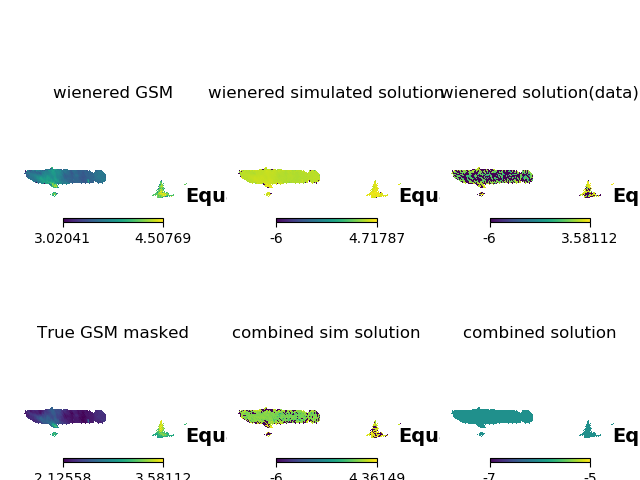 wienered GSM
wienered simulated solution
wienered solution(data)
Equ
Equ
Eq
3.02041 4.50769
-6 4.71787
-6 3.58112
True GSM masked
combined sim solution
combined solution
Equ
Equ
Eq
2.12558 3.58112
-6 4.36149
-7 -5